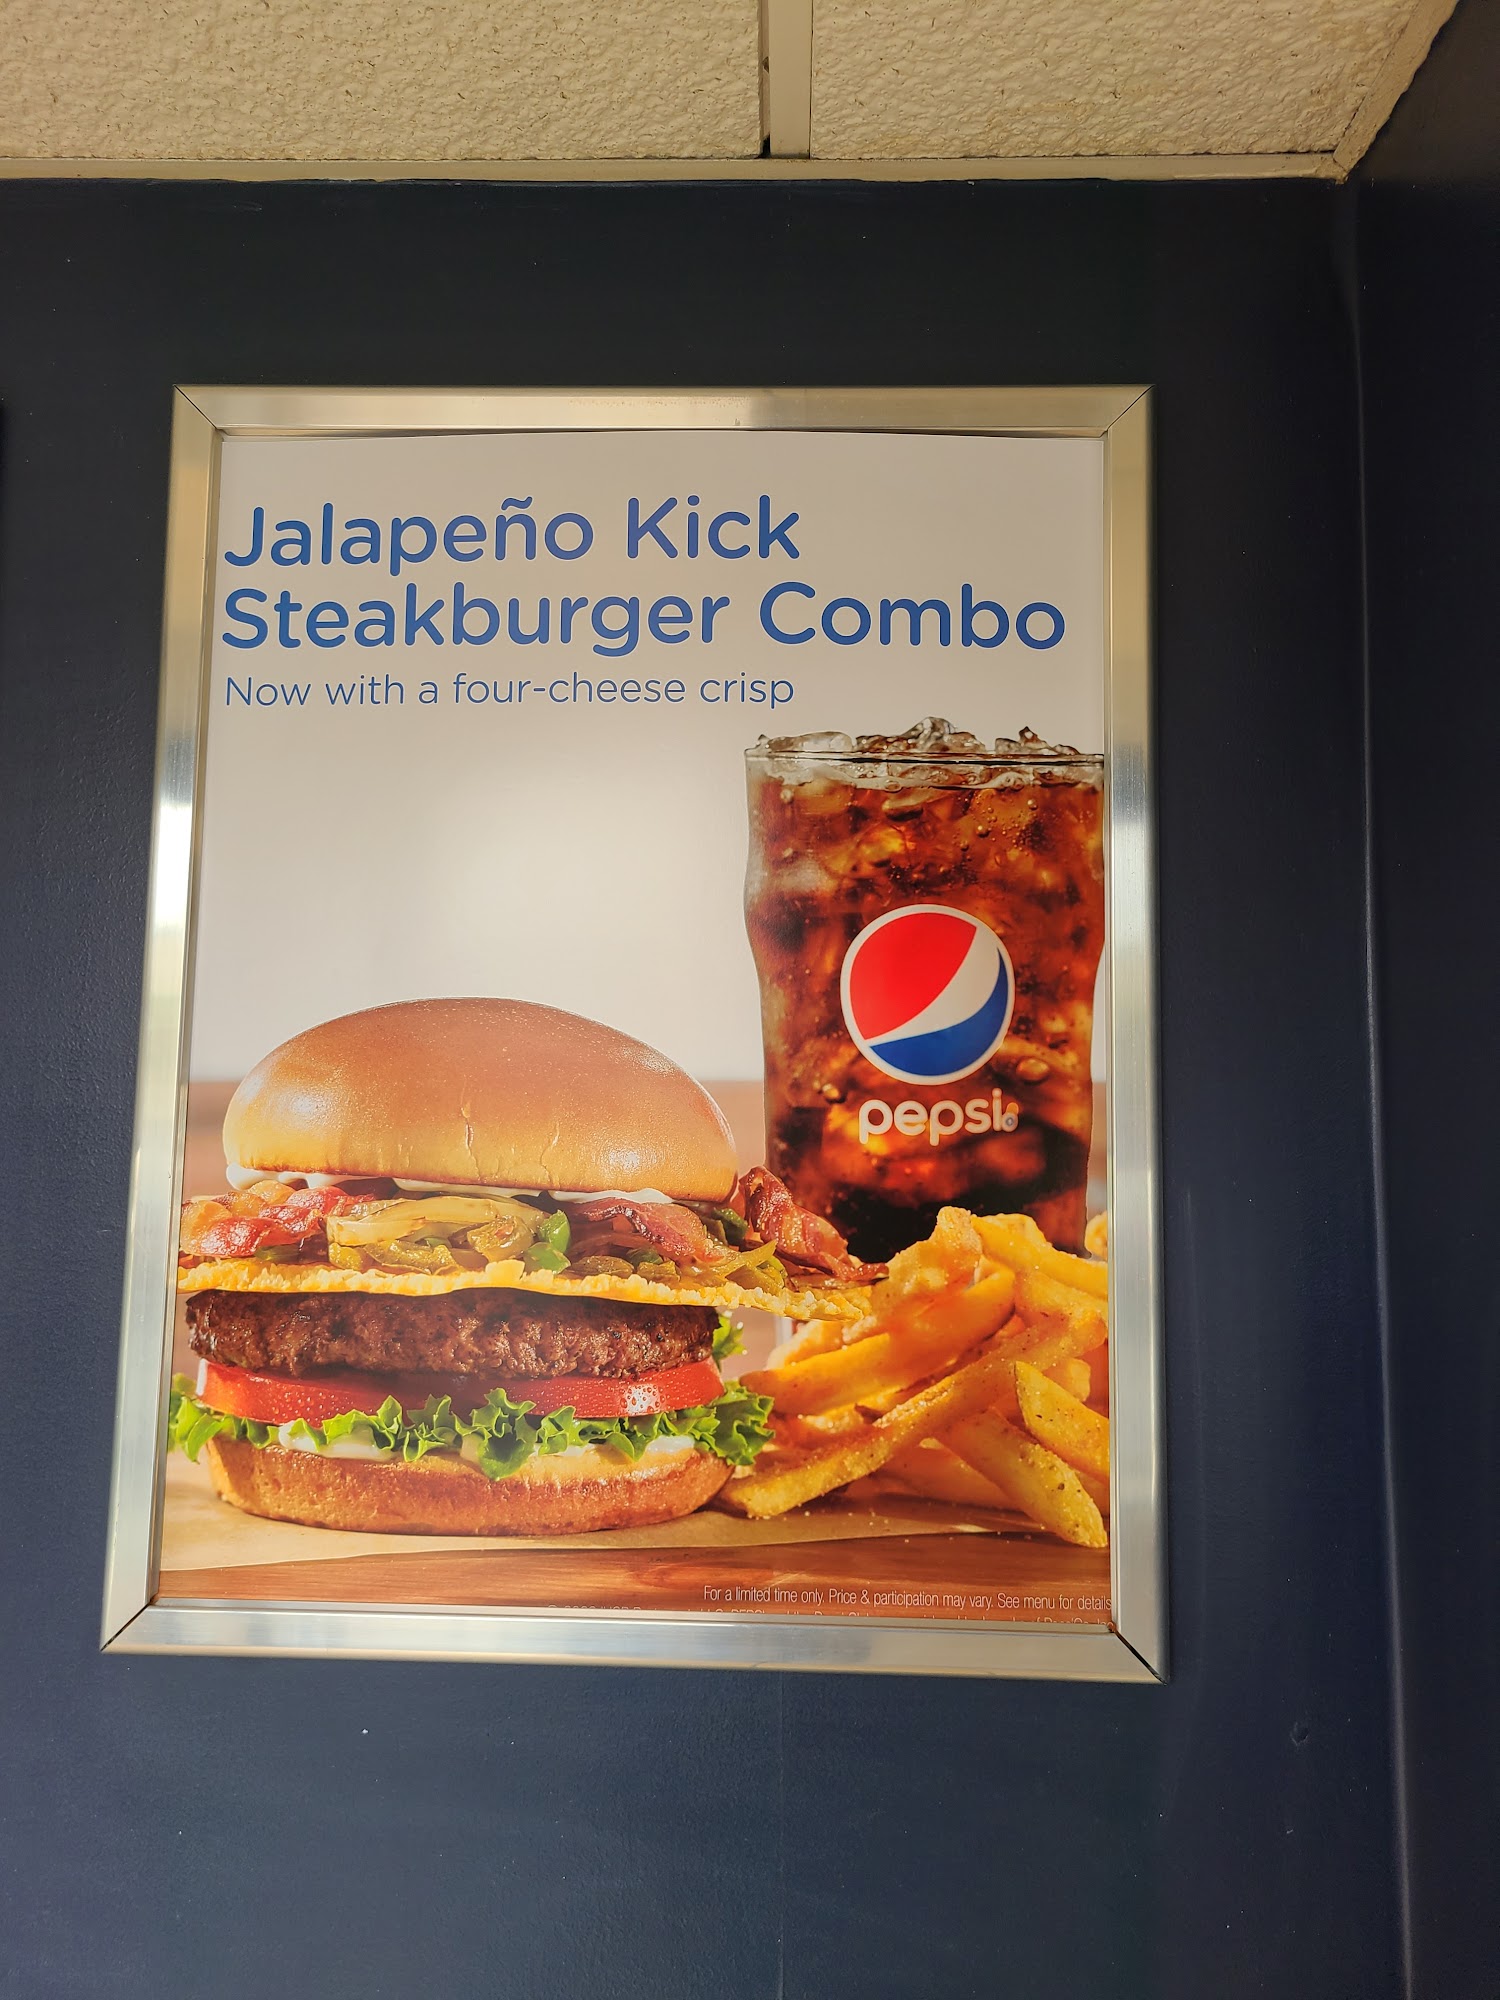 Jalapeño Kick
Steakburger Combo
Now with a four-cheese crisp
pepsi
For a limited time only. Price & participation may vary. See menu for details